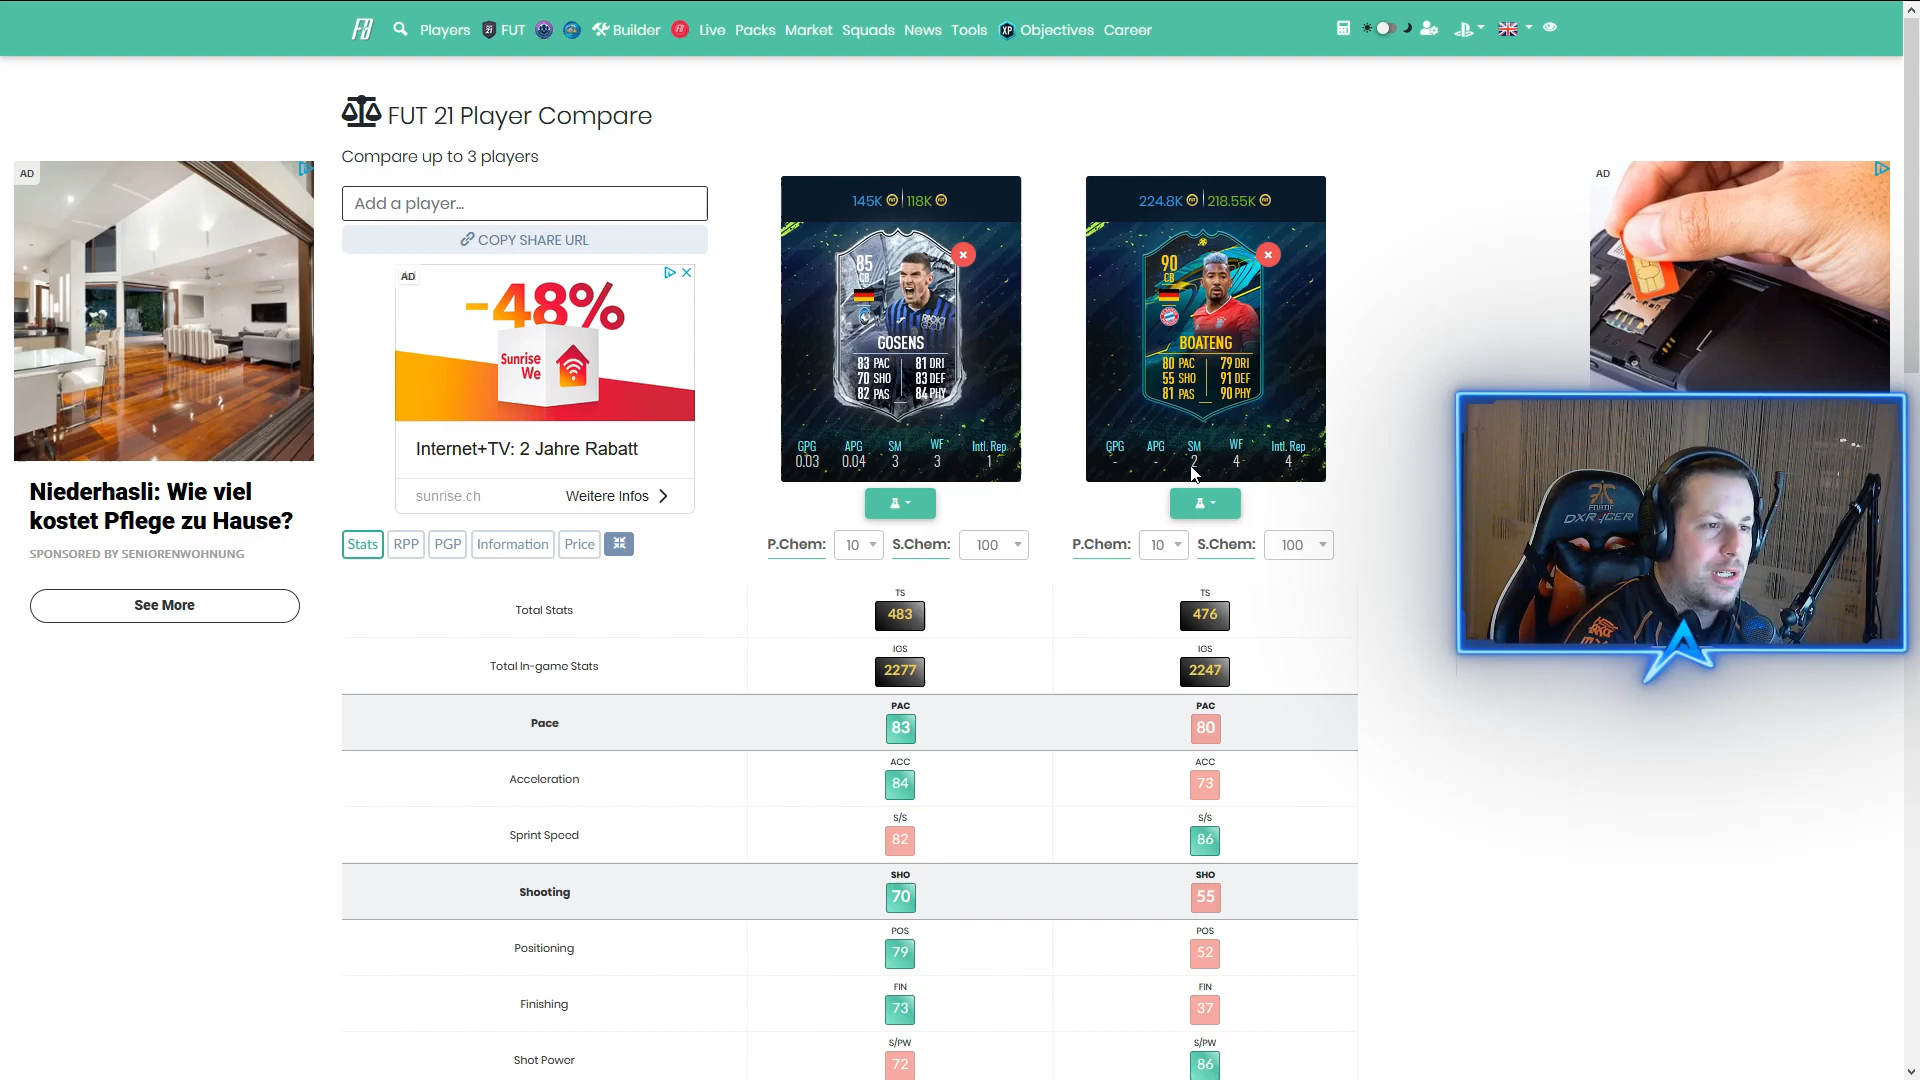 Players
FUT
Builder
Live
Packs
Market
Squads
News
Tools
XP
Objectives
Career
FUT 21 Player Compare
Compare up to 3 players
Add a player...
COPY SHARE URL
AD
-48%
Sunrise
We
Internet+TV: 2 Jahre Rabatt
sunrise.ch
Weitere Infos
AD
Niederhasli: Wie viel
kostet Pflege zu Hause?
SPONSORED BY SENIORENWOHNUNG
See More
AD
145K 118K
85
CB
GOSENS
83 PAC 81 DRI
70 SHO 83 DEF
82 PAS 84 PHY
GPG APG SM WF Intl. Rep
0.03 0.04 3 3 1
224.8K 218.55K
90
CB
BOATENG
80 PAC 79 DRI
55 SHO 91 DEF
81 PAS 90 PHY
GPG APG SM WF Intl. Rep
- - 2 4 4
Stats RPP PGP Information Price
P.Chem: 10 S.Chem: 100
P.Chem: 10 S.Chem: 100
TS TS
Total Stats 483 476
IGS IGS
Total In-game Stats 2277 2247
PAC PAC
Pace 83 80
ACC ACC
Acceleration 84 73
S/S S/S
Sprint Speed 82 86
SHO SHO
Shooting 70 55
POS POS
Positioning 79 52
FIN FIN
Finishing 73 37
S/PW S/PW
Shot Power 72 86
DXRACER